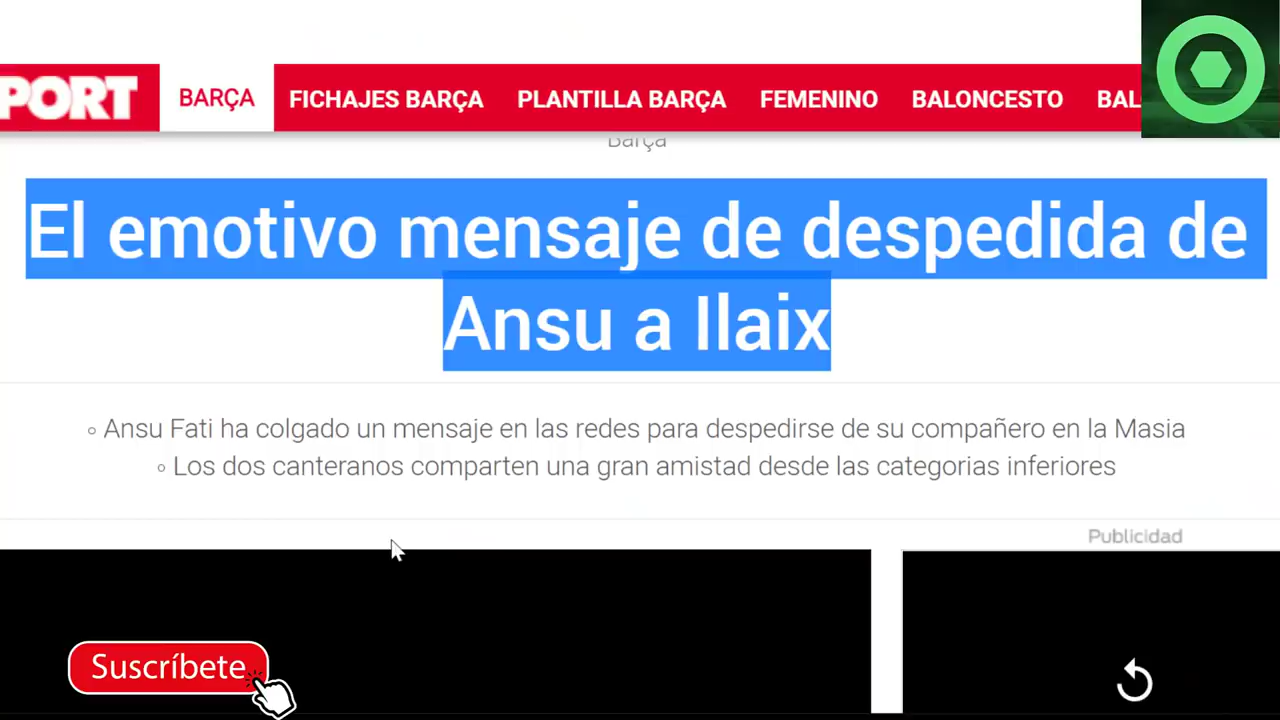 PORT
BARÇA
FICHAJES BARÇA
PLANTILLA BARÇA
FEMENINO
BALONCESTO
BAL
Barça
El emotivo mensaje de despedida de
Ansu a Ilaix
Ansu Fati ha colgado un mensaje en las redes para despedirse de su compañero en la Masia
Los dos canteranos comparten una gran amistad desde las categorias inferiores
Publicidad
Suscríbete